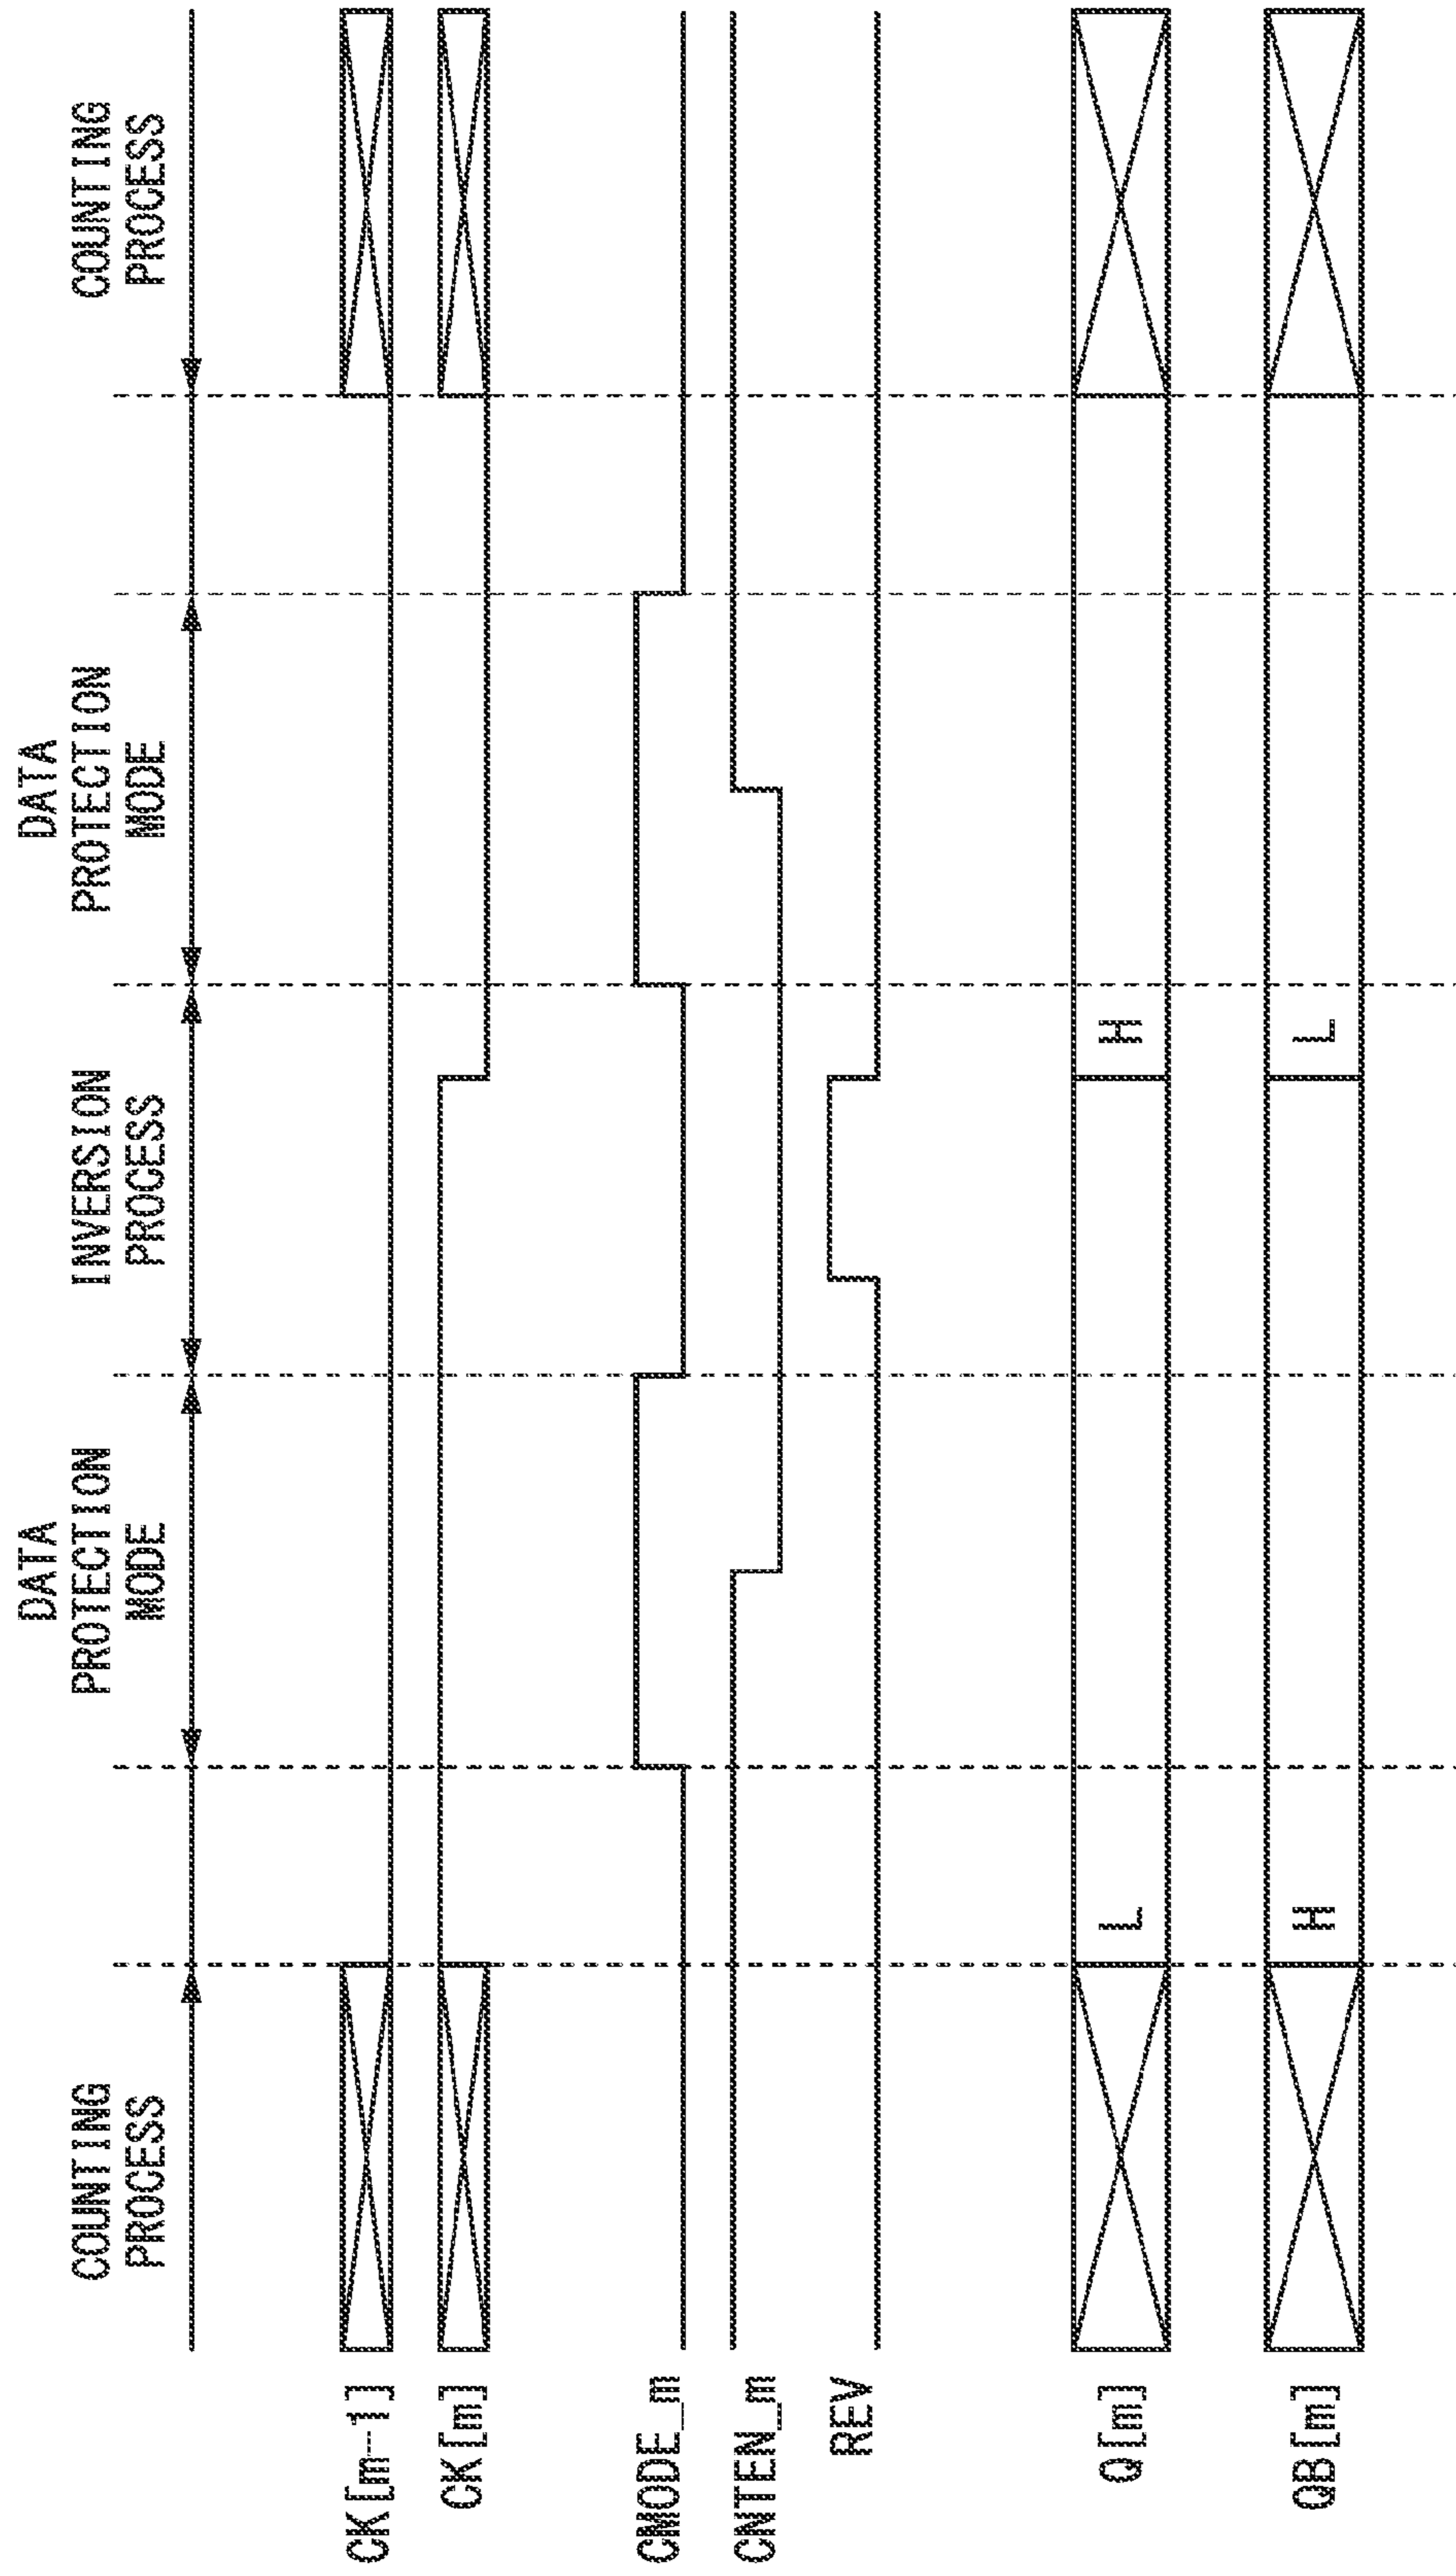 COUNTING
PROCESS
DATA
PROTECTION
MODE
INVERSION
PROCESS
DATA
PROTECTION
MODE
COUNTING
PROCESS
CK[m-1]
CK[m]
CMODE_m
CNTEN_m
REV
Q[m]
L
H
QB[m]
H
L